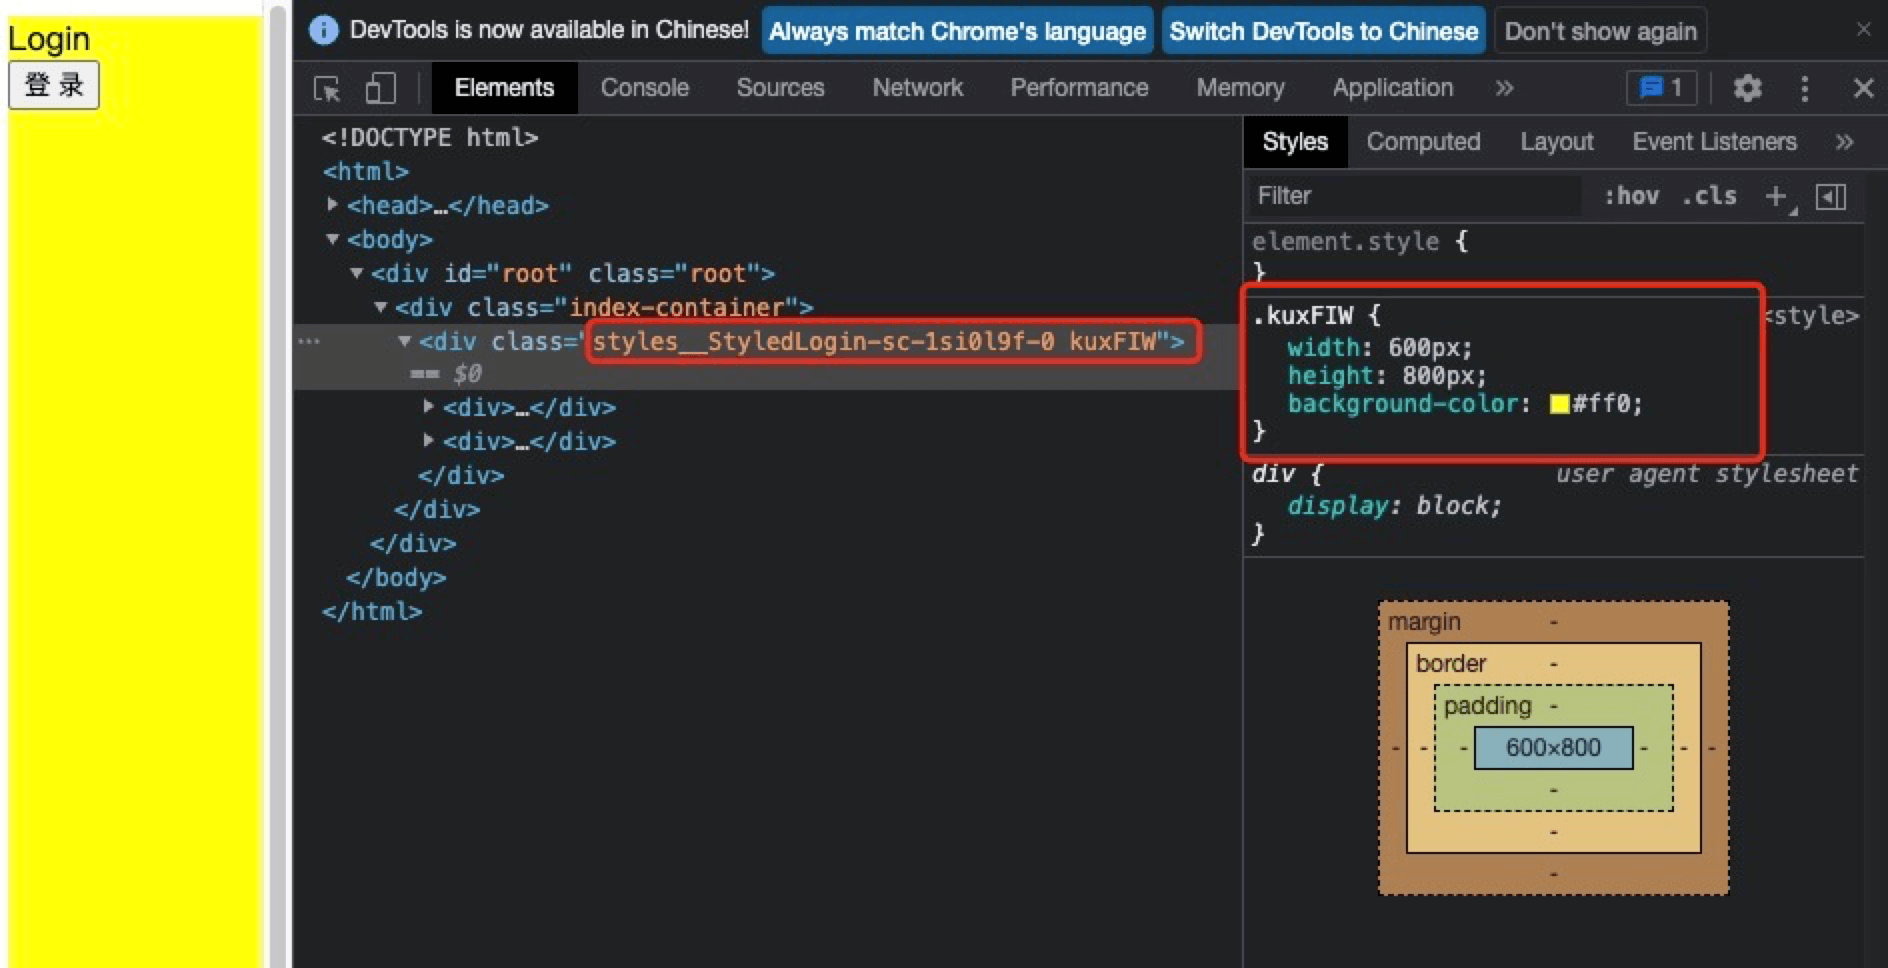 Login
登 录
DevTools is now available in Chinese! Always match Chrome's language Switch DevTools to Chinese Don't show again ×
Elements Console Sources Network Performance Memory Application » 1
<!DOCTYPE html>
<html>
<head>…</head>
<body>
<div id="root" class="root">
<div class="index-container">
… <div class="styles__StyledLogin-sc-1si0l9f-0 kuxFIW">
== $0
<div>…</div>
<div>…</div>
</div>
</div>
</div>
</body>
</html>
Styles Computed Layout Event Listeners »
Filter :hov .cls +
element.style {
}
.kuxFIW { <style>
width: 600px;
height: 800px;
background-color: #ff0;
}
div { user agent stylesheet
display: block;
}
margin -
border -
padding -
- - - 600×800 - - -
-
-
-